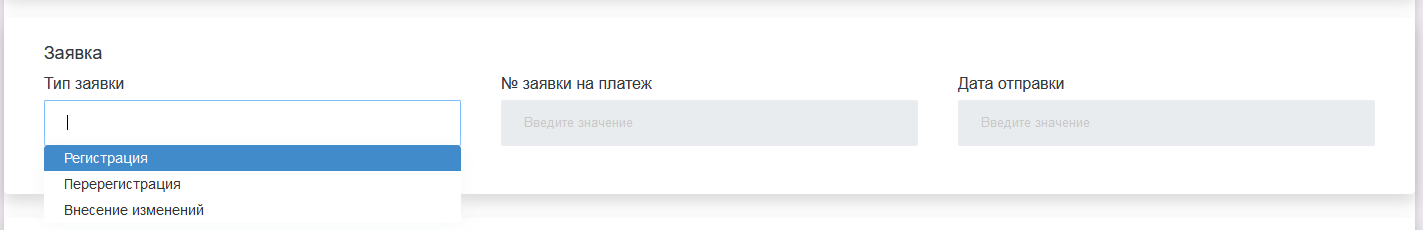 Заявка
Тип заявки
№ заявки на платеж
Дата отправки
Введите значение
Введите значение
Регистрация
Перерегистрация
Внесение изменений